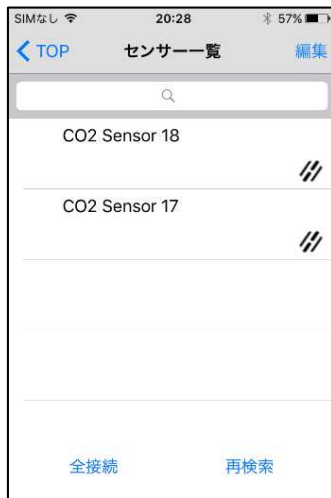 SIMなし 20:28 57%
TOP センサー一覧 編集
CO2 Sensor 18
CO2 Sensor 17
全接続 再検索